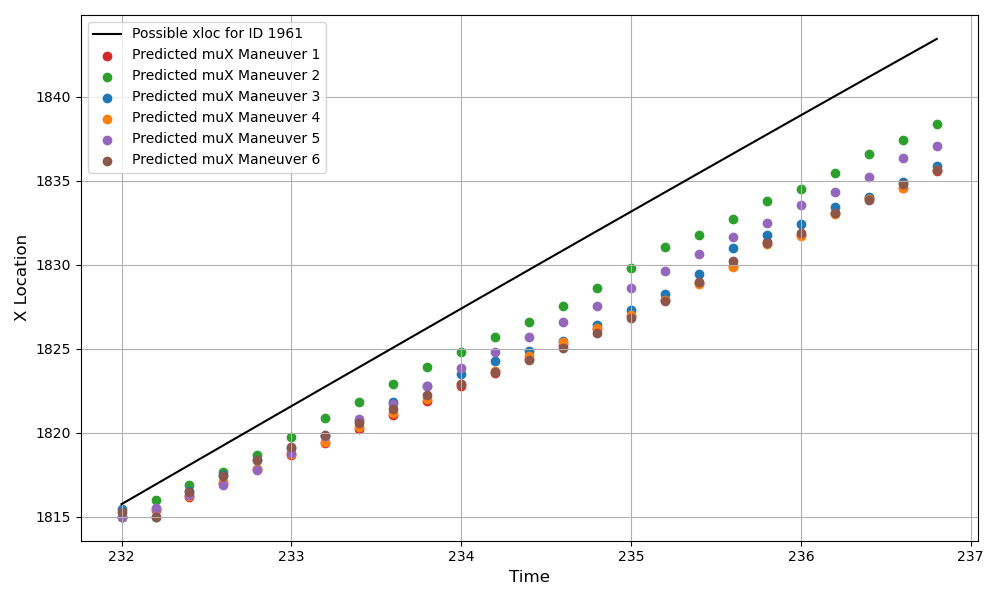 Possible xloc for ID 1961
Predicted muX Maneuver 1
Predicted muX Maneuver 2
Predicted muX Maneuver 3
Predicted muX Maneuver 4
Predicted muX Maneuver 5
Predicted muX Maneuver 6
X Location
1840
1835
1830
1825
1820
1815
232 233 234 235 236 237
Time